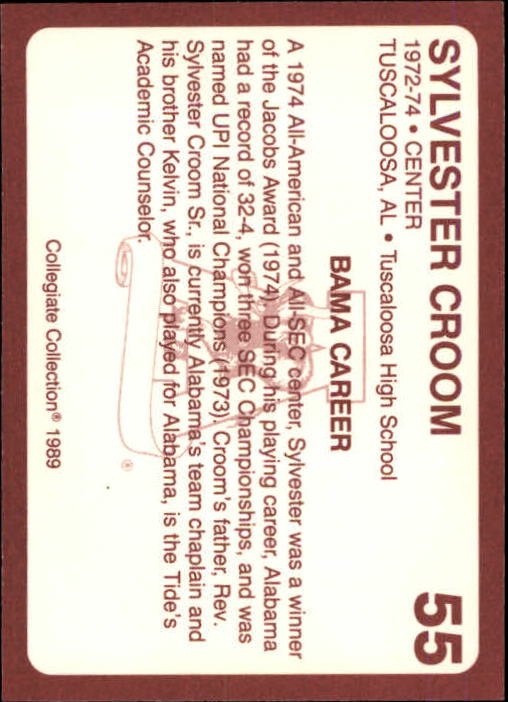 SYLVESTER CROOM 55
1972-74 • CENTER
TUSCALOOSA, AL • Tuscaloosa High School
BAMA CAREER
A 1974 All-American and All-SEC center, Sylvester was a winner
of the Jacobs Award (1974). During his playing career, Alabama
had a record of 32-4, won three SEC Championships, and was
named UPI National Champions (1973). Croom's father, Rev.
Sylvester Croom Sr., is currently Alabama's team chaplain and
his brother Kelvin, who also played for Alabama, is the Tide's
Academic Counselor.
Collegiate Collection® 1989
®